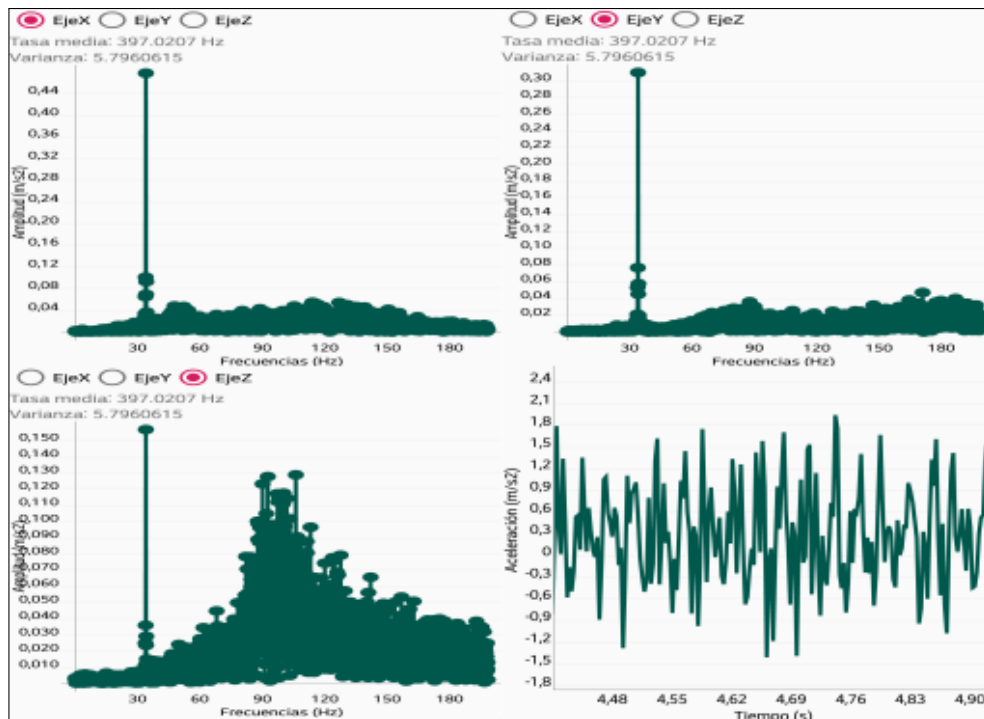 EjeX EjeY EjeZ
Tasa media: 397.0207 Hz
Varianza: 5.7960615
Amplitud (m/s2)
0,44
0,40
0,36
0,32
0,28
0,24
0,20
0,16
0,12
0,08
0,04
30 60 90 120 150 180
Frecuencias (Hz)
EjeX EjeY EjeZ
Tasa media: 397.0207 Hz
Varianza: 5.7960615
Amplitud (m/s2)
0,30
0,28
0,26
0,24
0,22
0,20
0,18
0,16
0,14
0,12
0,10
0,08
0,06
0,04
0,02
30 60 90 120 150 180
Frecuencias (Hz)
EjeX EjeY EjeZ
Tasa media: 397.0207 Hz
Varianza: 5.7960615
Amplitud (m/s2)
0,150
0,140
0,130
0,120
0,110
0,100
0,090
0,080
0,070
0,060
0,050
0,040
0,030
0,020
0,010
30 60 90 120 150 180
Frecuencias (Hz)
Aceleración (m/s2)
2,4
2,1
1,8
1,5
1,2
0,9
0,6
0,3
0
-0,3
-0,6
-0,9
-1,2
-1,5
-1,8
4,48 4,55 4,62 4,69 4,76 4,83 4,90
Tiempo (s)